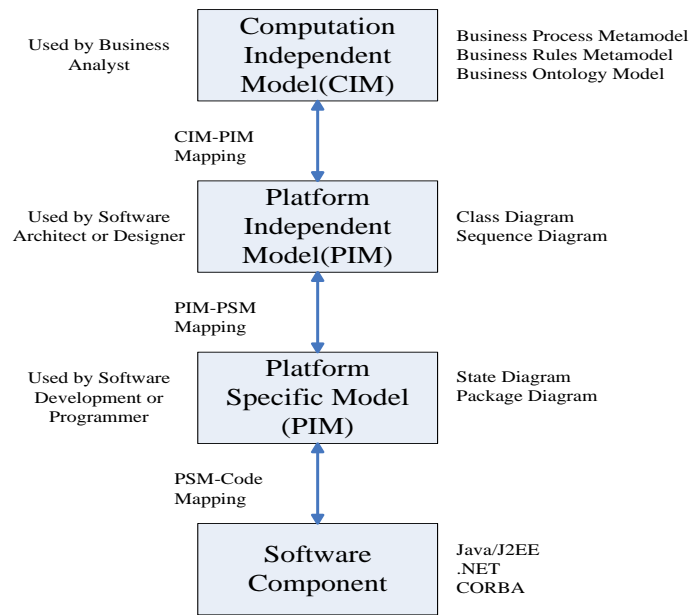 Used by Business
Analyst
Computation
Independent
Model(CIM)
Business Process Metamodel
Business Rules Metamodel
Business Ontology Model
CIM-PIM
Mapping
Used by Software
Architect or Designer
Platform
Independent
Model(PIM)
Class Diagram
Sequence Diagram
PIM-PSM
Mapping
Used by Software
Development or
Programmer
Platform
Specific Model
(PIM)
State Diagram
Package Diagram
PSM-Code
Mapping
Software
Component
Java/J2EE
.NET
CORBA